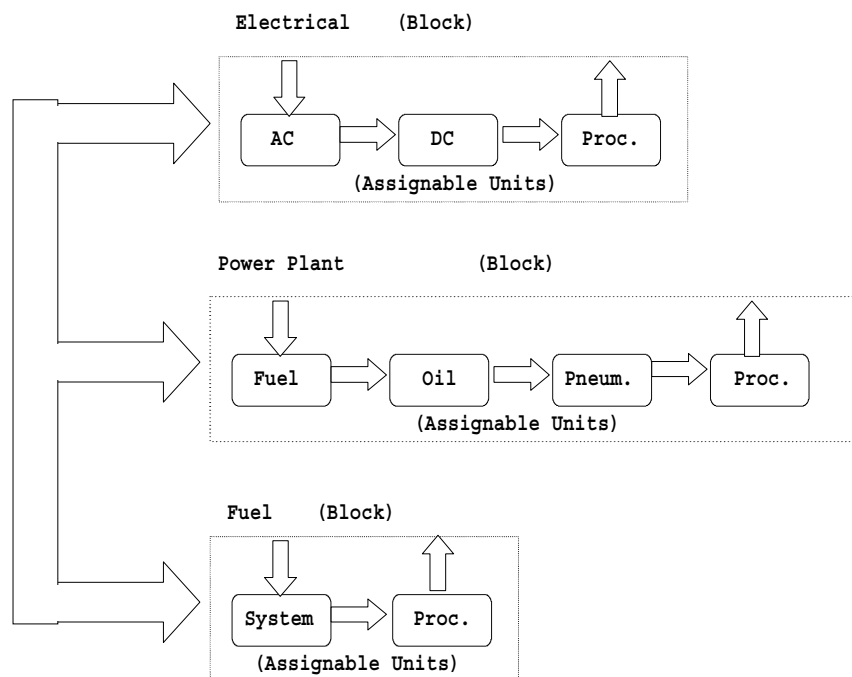 Electrical (Block)
AC DC Proc.
(Assignable Units)
Power Plant (Block)
Fuel Oil Pneum. Proc.
(Assignable Units)
Fuel (Block)
System Proc.
(Assignable Units)